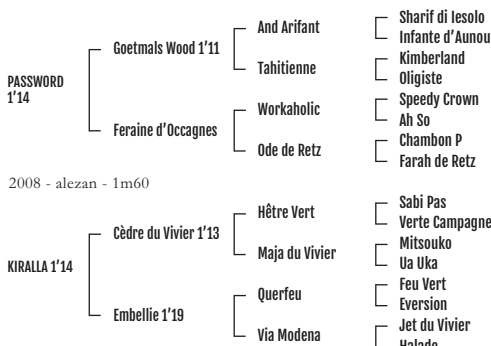 Sharif di Iesolo
And Arifant
Infante d'Aunou
Goetmals Wood 1'11
Kimberland
Tahitienne
Oligiste
PASSWORD
1'14
Speedy Crown
Workaholic
Ah So
Feraine d'Occagnes
Chambon P
Ode de Retz
Farah de Retz
2008 - alezan - 1m60
Sabi Pas
Hêtre Vert
Verte Campagne
Cèdre du Vivier 1'13
Mitsouko
Maja du Vivier
Ua Uka
KIRALLA 1'14
Feu Vert
Querfeu
Eversion
Embellie 1'19
Jet du Vivier
Via Modena